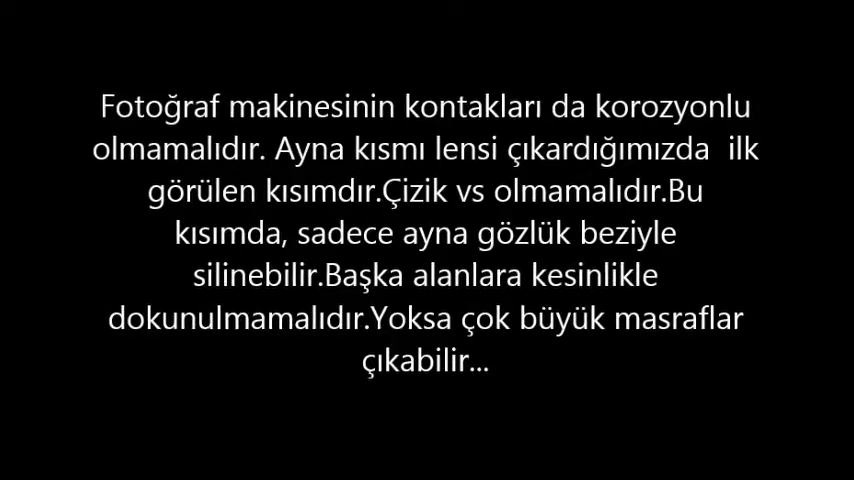 Fotoğraf makinesinin kontakları da korozyonlu
olmamalıdır. Ayna kısmı lensi çıkardığımızda  ilk
görülen kısımdır.Çizik vs olmamalıdır.Bu
kısımda, sadece ayna gözlük beziyle
silinebilir.Başka alanlara kesinlikle
dokunulmamalıdır.Yoksa çok büyük masraflar
çıkabilir...